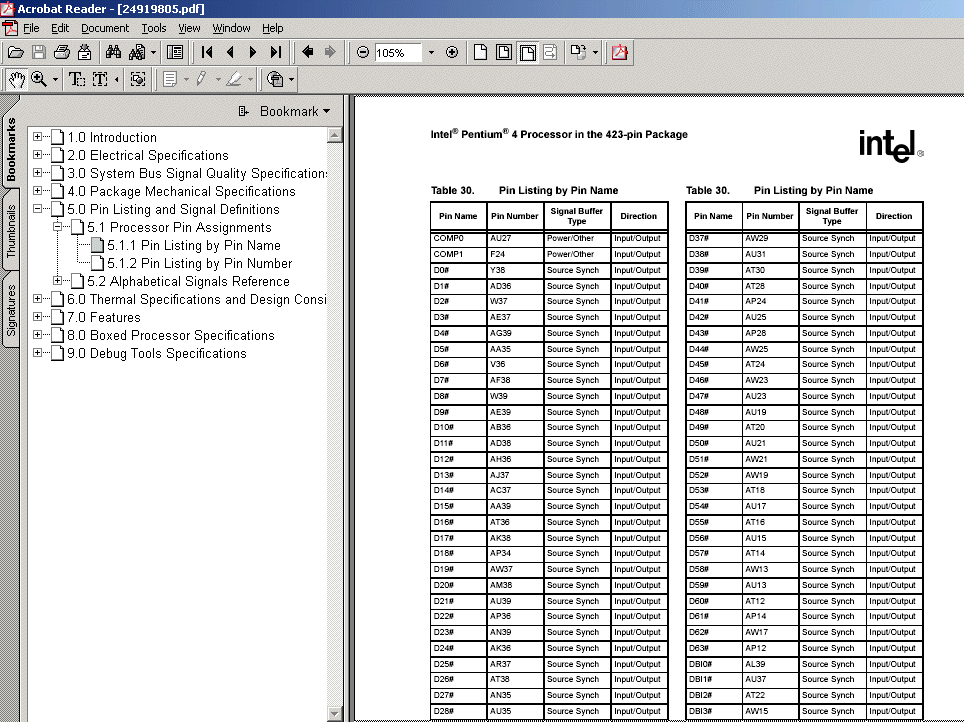 Acrobat Reader - [24919805.pdf]
File Edit Document Tools View Window Help
105%
Bookmark
Bookmarks
Thumbnails
Signatures
1.0 Introduction
2.0 Electrical Specifications
3.0 System Bus Signal Quality Specifications
4.0 Package Mechanical Specifications
5.0 Pin Listing and Signal Definitions
5.1 Processor Pin Assignments
5.1.1 Pin Listing by Pin Name
5.1.2 Pin Listing by Pin Number
5.2 Alphabetical Signals Reference
6.0 Thermal Specifications and Design Consi
7.0 Features
8.0 Boxed Processor Specifications
9.0 Debug Tools Specifications
Intel® Pentium® 4 Processor in the 423-pin Package
intel®
Table 30. Pin Listing by Pin Name
Pin Name Pin Number Signal Buffer Type Direction
COMP0 AU27 Power/Other Input/Output
COMP1 F24 Power/Other Input/Output
D0# Y38 Source Synch Input/Output
D1# AD36 Source Synch Input/Output
D2# W37 Source Synch Input/Output
D3# AE37 Source Synch Input/Output
D4# AG39 Source Synch Input/Output
D5# AA35 Source Synch Input/Output
D6# V36 Source Synch Input/Output
D7# AF38 Source Synch Input/Output
D8# W39 Source Synch Input/Output
D9# AE39 Source Synch Input/Output
D10# AB36 Source Synch Input/Output
D11# AD38 Source Synch Input/Output
D12# AH36 Source Synch Input/Output
D13# AJ37 Source Synch Input/Output
D14# AC37 Source Synch Input/Output
D15# AA39 Source Synch Input/Output
D16# AT36 Source Synch Input/Output
D17# AK38 Source Synch Input/Output
D18# AP34 Source Synch Input/Output
D19# AW37 Source Synch Input/Output
D20# AM38 Source Synch Input/Output
D21# AU39 Source Synch Input/Output
D22# AP36 Source Synch Input/Output
D23# AN39 Source Synch Input/Output
D24# AK36 Source Synch Input/Output
D25# AR37 Source Synch Input/Output
D26# AT38 Source Synch Input/Output
D27# AN35 Source Synch Input/Output
D28# AU35 Source Synch Input/Output
Table 30. Pin Listing by Pin Name
Pin Name Pin Number Signal Buffer Type Direction
D37# AW29 Source Synch Input/Output
D38# AU31 Source Synch Input/Output
D39# AT30 Source Synch Input/Output
D40# AT28 Source Synch Input/Output
D41# AP24 Source Synch Input/Output
D42# AU25 Source Synch Input/Output
D43# AP28 Source Synch Input/Output
D44# AW25 Source Synch Input/Output
D45# AT24 Source Synch Input/Output
D46# AW23 Source Synch Input/Output
D47# AU23 Source Synch Input/Output
D48# AU19 Source Synch Input/Output
D49# AT20 Source Synch Input/Output
D50# AU21 Source Synch Input/Output
D51# AW21 Source Synch Input/Output
D52# AW19 Source Synch Input/Output
D53# AT18 Source Synch Input/Output
D54# AU17 Source Synch Input/Output
D55# AT16 Source Synch Input/Output
D56# AU15 Source Synch Input/Output
D57# AT14 Source Synch Input/Output
D58# AW13 Source Synch Input/Output
D59# AU13 Source Synch Input/Output
D60# AT12 Source Synch Input/Output
D61# AP14 Source Synch Input/Output
D62# AW17 Source Synch Input/Output
D63# AP12 Source Synch Input/Output
DBI0# AL39 Source Synch Input/Output
DBI1# AU37 Source Synch Input/Output
DBI2# AT22 Source Synch Input/Output
DBI3# AW15 Source Synch Input/Output